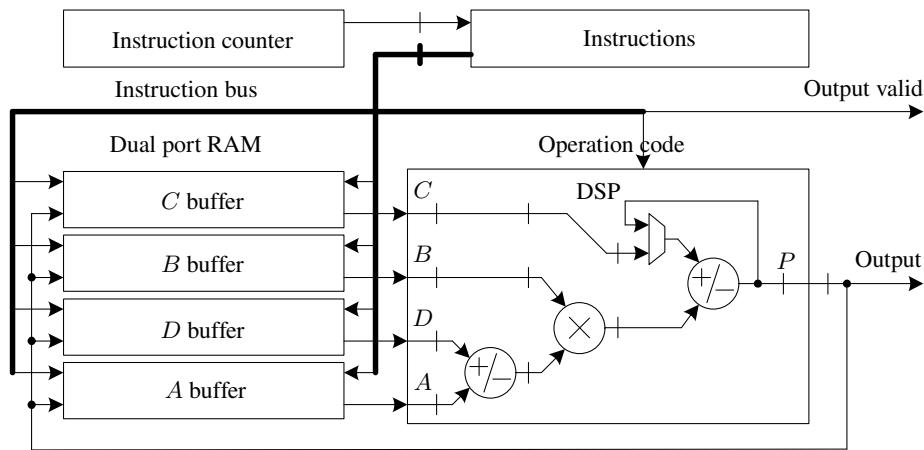 Instruction counter
Instructions
Instruction bus
Output valid
Dual port RAM
Operation code
C buffer
C
DSP
B buffer
B
+/−
P
Output
D buffer
D
×
A buffer
A
+/−